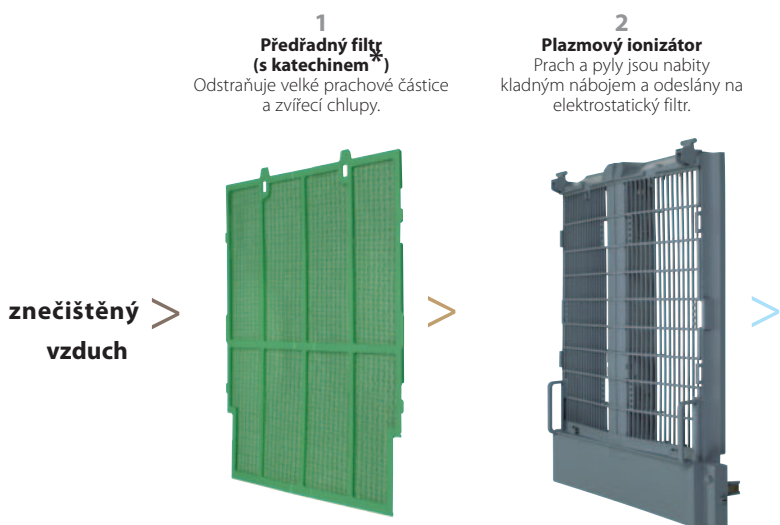 1
Předřadný filtr
(s katechinem*)
Odstraňuje velké prachové částice
a zvířecí chlupy.
2
Plazmový ionizátor
Prach a pyly jsou nabity
kladným nábojem a odeslány na
elektrostatický filtr.
znečištěný >
vzduch
>
>